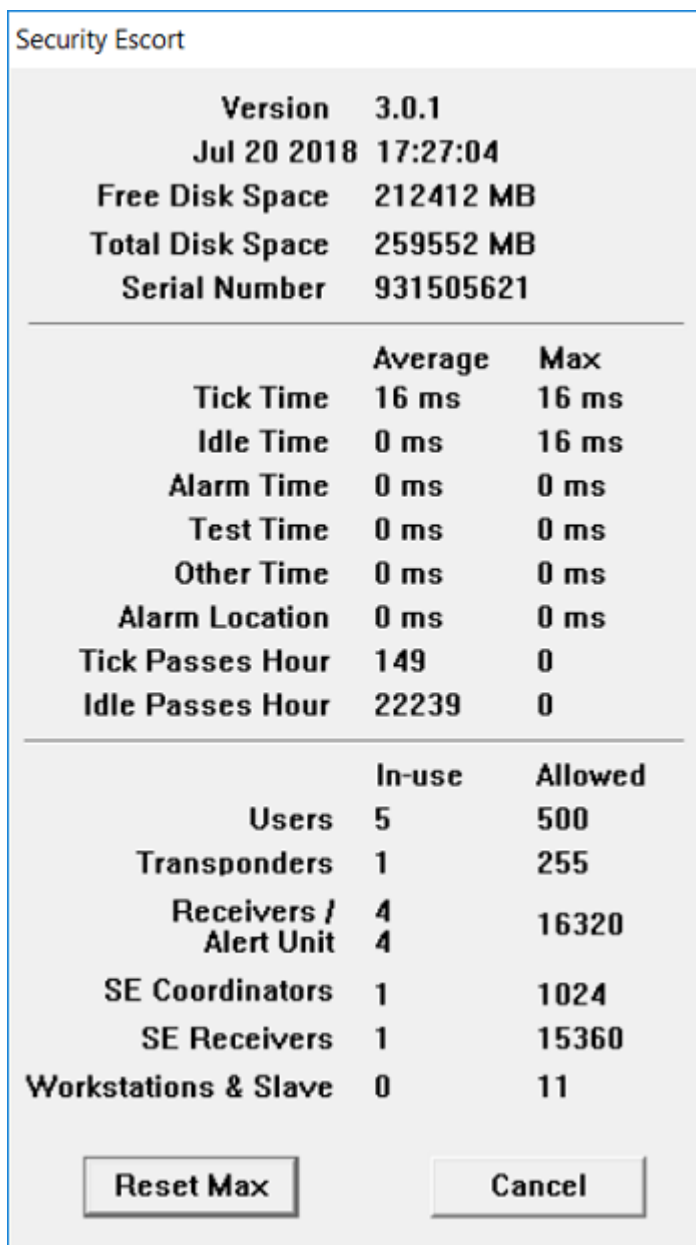 Security Escort
Version 3.0.1
Jul 20 2018 17:27:04
Free Disk Space 212412 MB
Total Disk Space 259552 MB
Serial Number 931505621
Average Max
Tick Time 16 ms 16 ms
Idle Time 0 ms 16 ms
Alarm Time 0 ms 0 ms
Test Time 0 ms 0 ms
Other Time 0 ms 0 ms
Alarm Location 0 ms 0 ms
Tick Passes Hour 149 0
Idle Passes Hour 22239 0
In-use Allowed
Users 5 500
Transponders 1 255
Receivers / 4 16320
Alert Unit 4
SE Coordinators 1 1024
SE Receivers 1 15360
Workstations & Slave 0 11
Reset Max Cancel